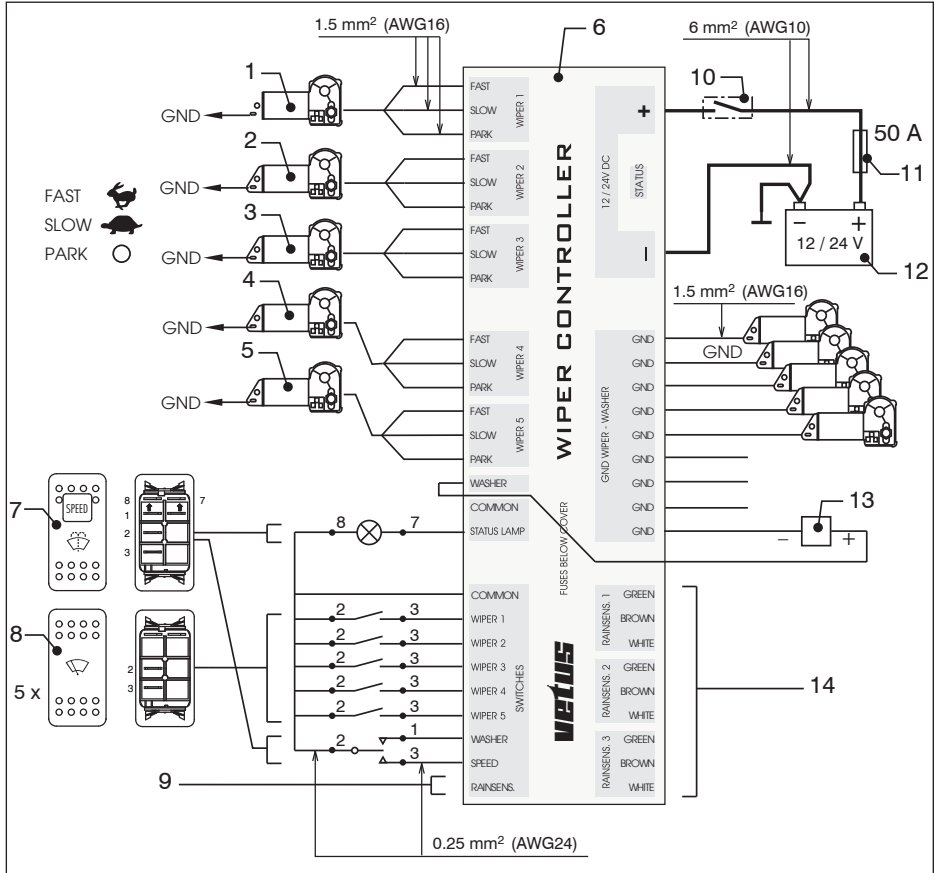 1.5 mm² (AWG16)
6
6 mm² (AWG10)
1
GND
FAST
SLOW
PARK
WIPER 1
10
+
50 A
11
2
GND
FAST
SLOW
PARK
WIPER 2
12 / 24V DC
STATUS
FAST
SLOW
PARK
3
GND
FAST
SLOW
PARK
WIPER 3
–
– +
12 / 24 V
12
4
GND
FAST
SLOW
PARK
WIPER 4
5
GND
FAST
SLOW
PARK
WIPER 5
WIPER CONTROLLER
1.5 mm² (AWG16)
GND
GND WIPER - WASHER
GND
GND
GND
GND
GND
GND
GND
GND
GND
WASHER
COMMON
STATUS LAMP
8 7
FUSES BELOW COVER
13
– +
7
SPEED
8 7
1
2
3
8
5 x
2
3
COMMON
2 3 WIPER 1
2 3 WIPER 2
2 3 WIPER 3
2 3 WIPER 4
2 3 WIPER 5
1 WASHER
2 3 SPEED
9 RAINSENS.
SWITCHES
vetus
RAINSENS. 1
GREEN
BROWN
WHITE
RAINSENS. 2
GREEN
BROWN
WHITE
RAINSENS. 3
GREEN
BROWN
WHITE
14
0.25 mm² (AWG24)